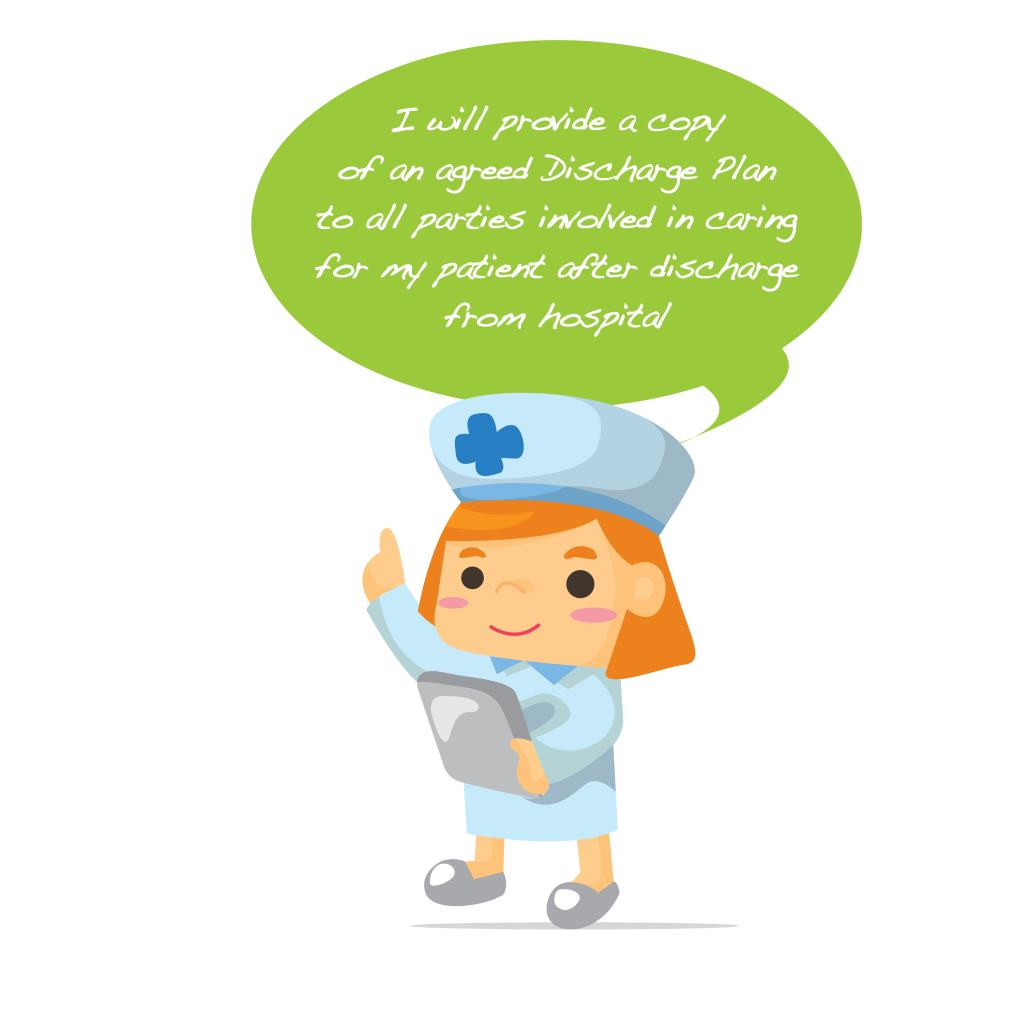 I will provide a copy
of an agreed Discharge Plan
to all parties involved in caring
for my patient after discharge
from hospital